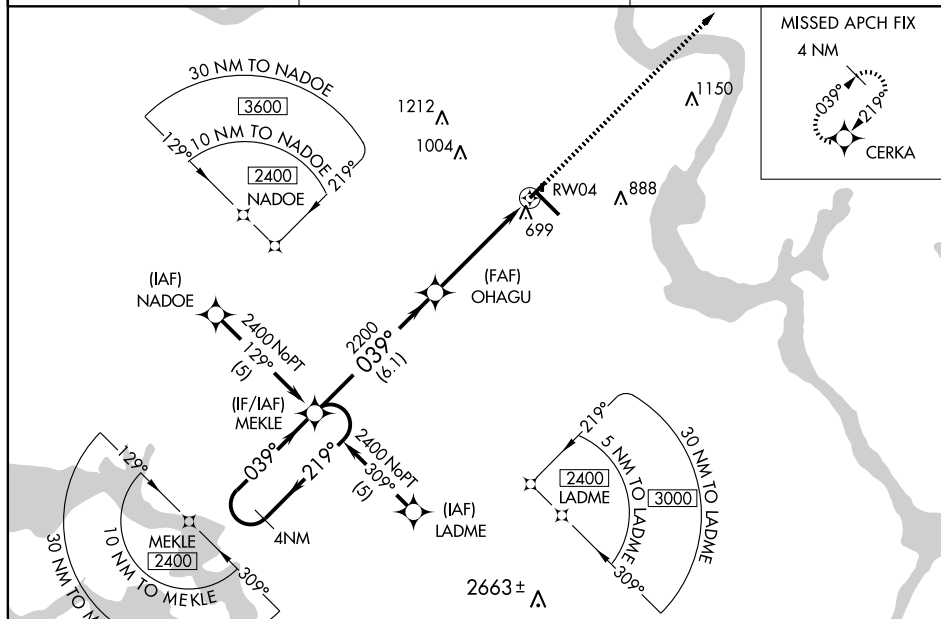 MISSED APCH FIX
4 NM
039°
219°
CERKA
30 NM TO NADOE
3600
10 NM TO NADOE
129°
219°
2400
NADOE
1212
1004
1150
RW04
888
699
(FAF)
OHAGU
(IAF)
NADOE
2400 NoPT
129°
(5)
2200
039°
(6.1)
(IF/IAF)
MEKLE
039°
219°
4NM
2400 NoPT
309°
(5)
(IAF)
LADME
129°
MEKLE
2400
10 NM TO MEKLE
309°
30 NM TO M
219°
5 NM TO LADME
30 NM TO LADME
2400
LADME
3000
309°
2663 ±